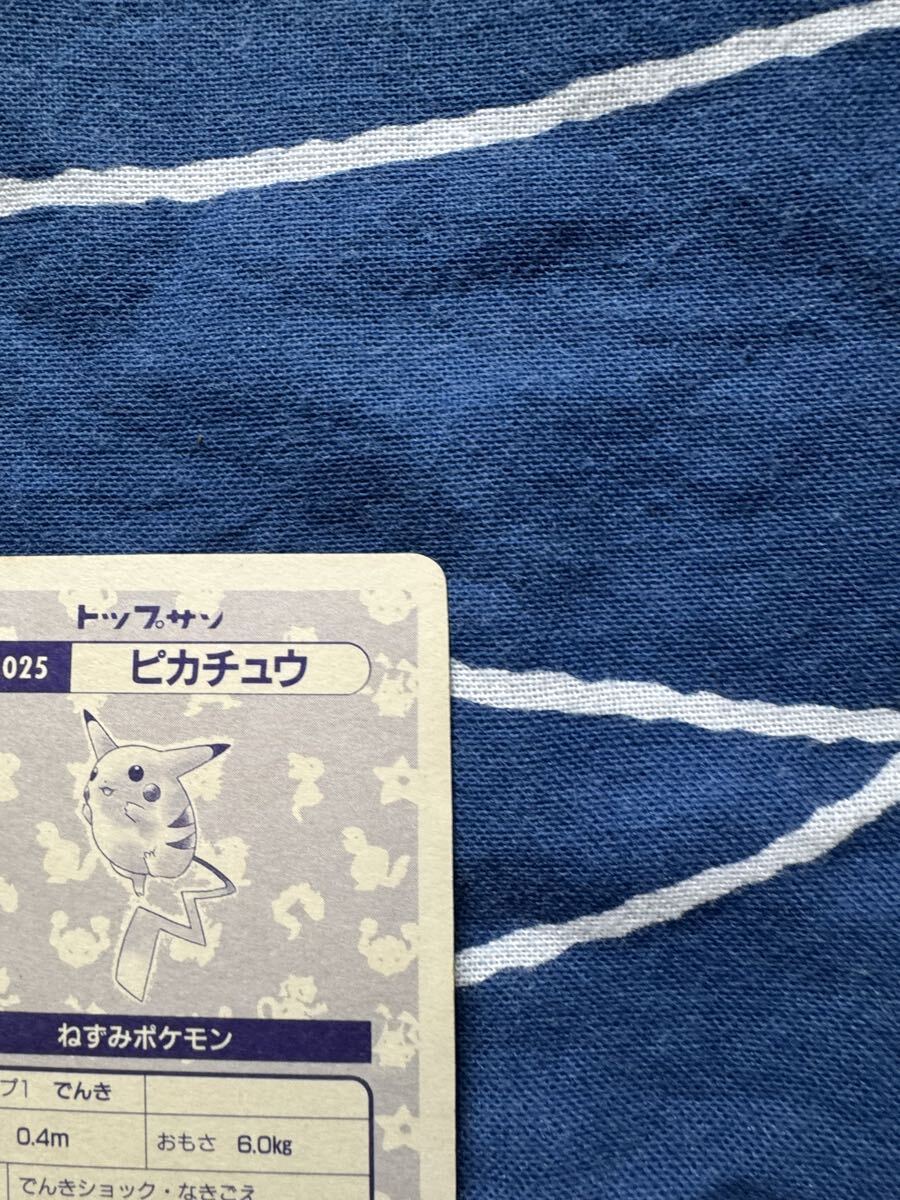 トップサン
025 ピカチュウ
ねずみポケモン
プ1 でんき
0.4m おもさ 6.0kg
でんきショック・なきごえ